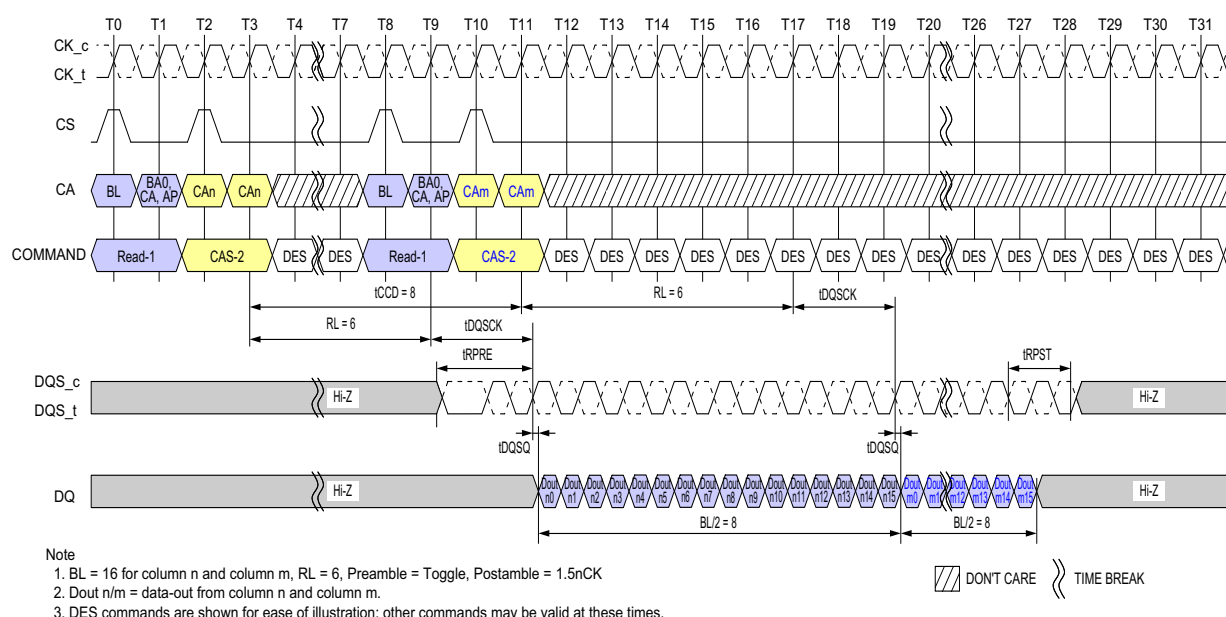 T0 T1 T2 T3 T4 T7 T8 T9 T10 T11 T12 T13 T14 T15 T16 T17 T18 T19 T20 T26 T27 T28 T29 T30 T31
CK_c
CK_t
CS
CA BL BA0, CA, AP CAn CAn BL BA0, CA, AP CAm CAm
COMMAND Read-1 CAS-2 DES DES Read-1 CAS-2 DES DES DES DES DES DES DES DES DES DES DES DES DES DES DES
tCCD = 8 RL = 6 tDQSCK
RL = 6 tDQSCK
tRPRE tRPST
DQS_c
DQS_t
Hi-Z Hi-Z
tDQSQ tDQSQ
DQ Hi-Z Dout n0 Dout n1 Dout n2 Dout n3 Dout n4 Dout n5 Dout n6 Dout n7 Dout n8 Dout n9 Dout n10 Dout n11 Dout n12 Dout n13 Dout n14 Dout n15 Dout m0 Dout m1 Dout m12 Dout m13 Dout m14 Dout m15 Hi-Z
BL/2 = 8 BL/2 = 8
Note
1. BL = 16 for column n and column m, RL = 6, Preamble = Toggle, Postamble = 1.5nCK
2. Dout n/m = data-out from column n and column m.
3. DES commands are shown for ease of illustration; other commands may be valid at these times.
DON'T CARE TIME BREAK